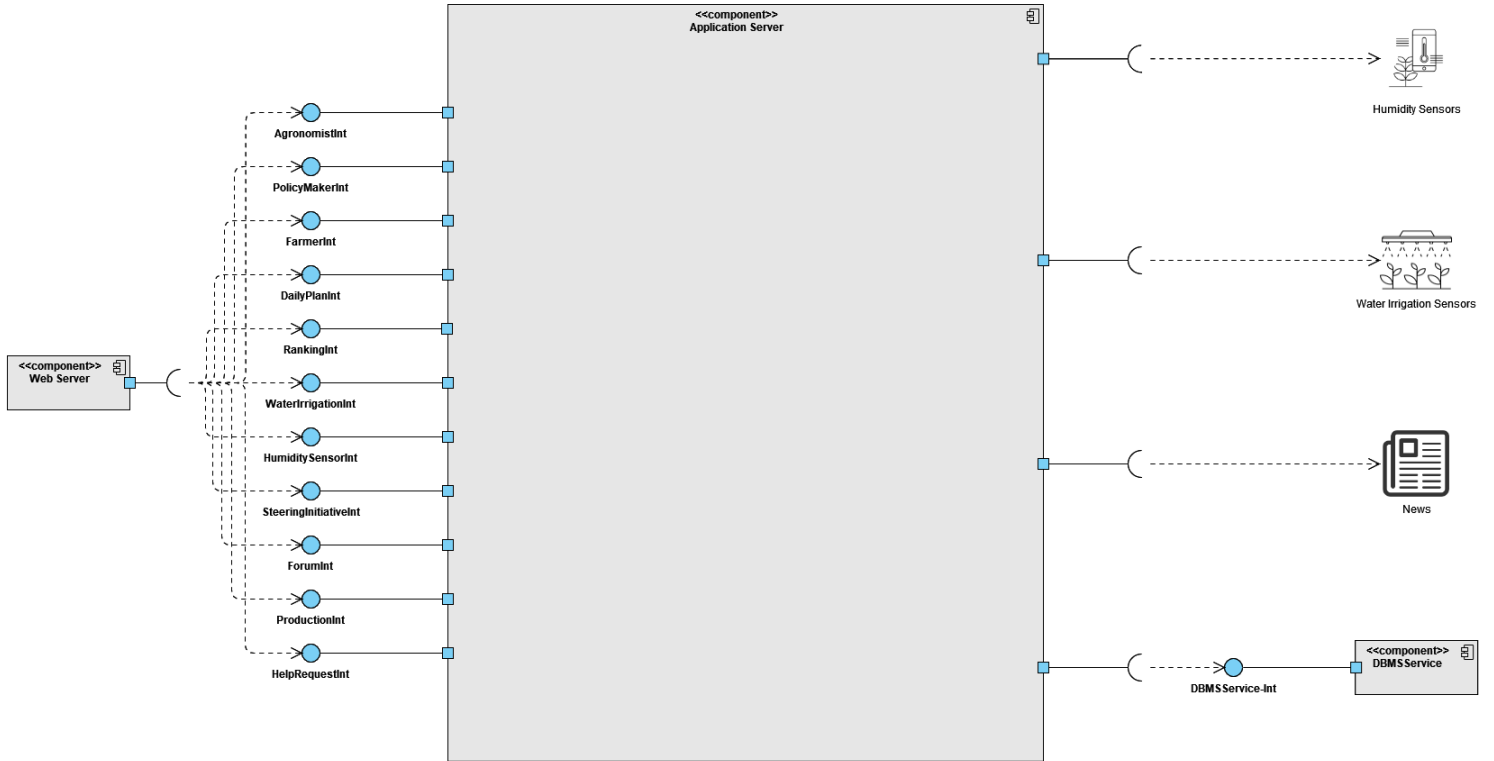 <<component>>
Application Server
Humidity Sensors
AgronomistInt
PolicyMakerInt
FarmerInt
DailyPlanInt
Water Irrigation Sensors
RankingInt
<<component>>
Web Server
WaterIrrigationInt
HumiditySensorInt
SteeringInitiativeInt
News
ForumInt
ProductionInt
HelpRequestInt
<<component>>
DBMSService
DBMSService-Int